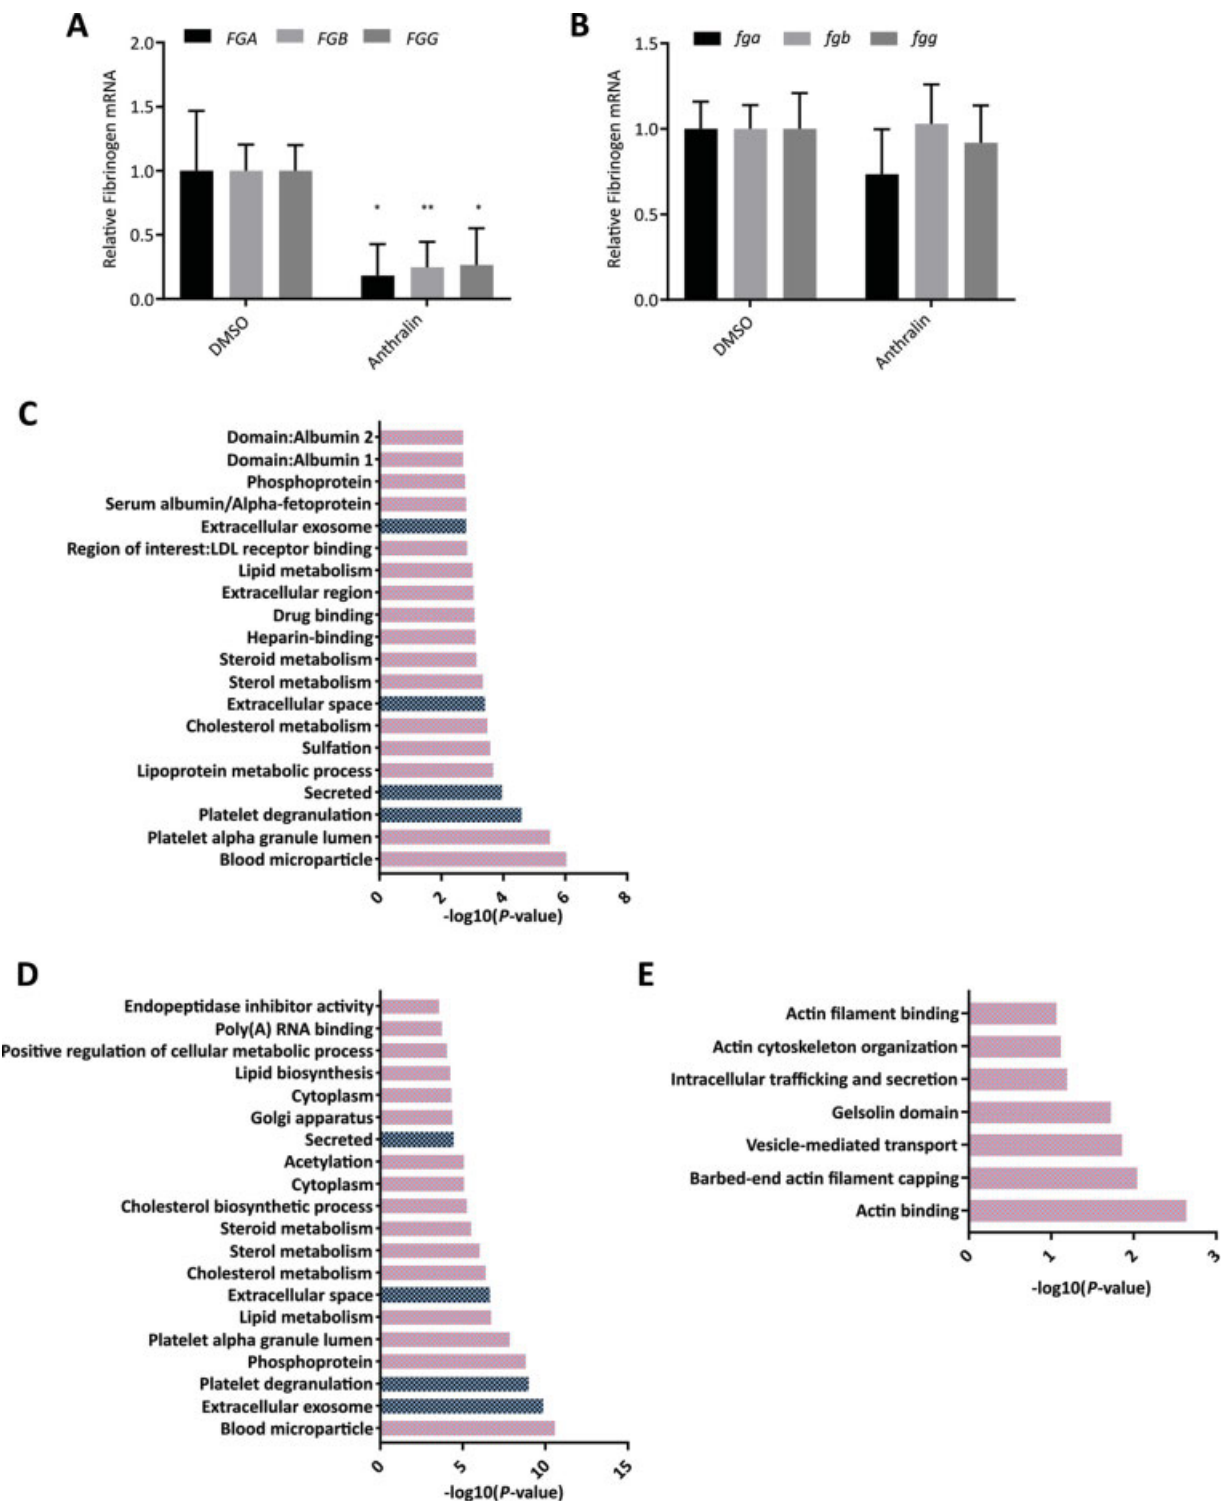 A
FGA FGB FGG
Relative Fibrinogen mRNA
2.0
1.5
1.0
0.5
0.0
* ** *
DMSO Anthralin
B
fga fgb fgg
Relative Fibrinogen mRNA
1.5
1.0
0.5
0.0
DMSO Anthralin
C
Domain:Albumin 2
Domain:Albumin 1
Phosphoprotein
Serum albumin/Alpha-fetoprotein
Extracellular exosome
Region of interest:LDL receptor binding
Lipid metabolism
Extracellular region
Drug binding
Heparin-binding
Steroid metabolism
Sterol metabolism
Extracellular space
Cholesterol metabolism
Sulfation
Lipoprotein metabolic process
Secreted
Platelet degranulation
Platelet alpha granule lumen
Blood microparticle
0 2 4 6 8
-log10(P-value)
D
Endopeptidase inhibitor activity
Poly(A) RNA binding
Positive regulation of cellular metabolic process
Lipid biosynthesis
Cytoplasm
Golgi apparatus
Secreted
Acetylation
Cytoplasm
Cholesterol biosynthetic process
Steroid metabolism
Sterol metabolism
Cholesterol metabolism
Extracellular space
Lipid metabolism
Platelet alpha granule lumen
Phosphoprotein
Platelet degranulation
Extracellular exosome
Blood microparticle
0 5 10 15
-log10(P-value)
E
Actin filament binding
Actin cytoskeleton organization
Intracellular trafficking and secretion
Gelsolin domain
Vesicle-mediated transport
Barbed-end actin filament capping
Actin binding
0 1 2 3
-log10(P-value)